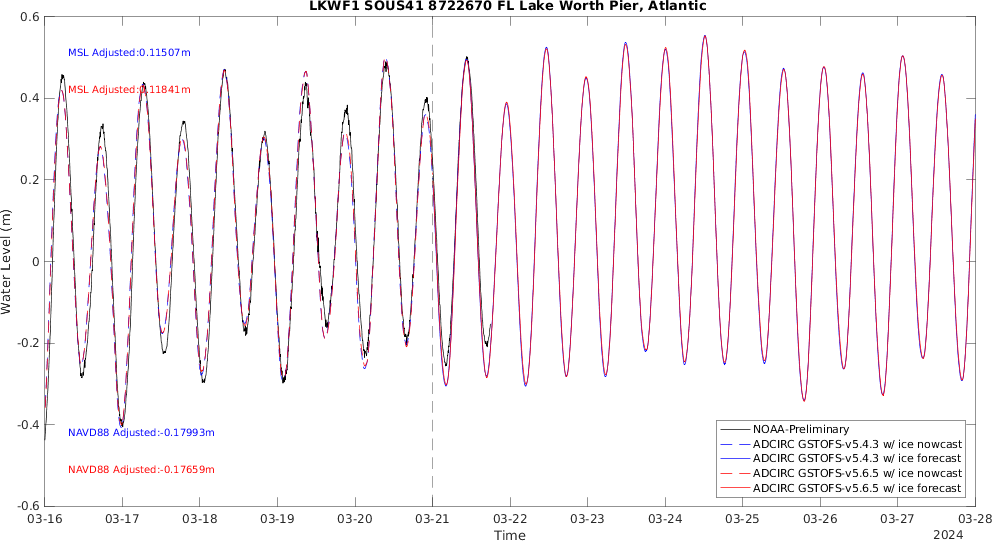 LKWF1 SOUS41 8722670 FL Lake Worth Pier, Atlantic
0.6
MSL Adjusted:0.11507m
MSL Adjusted:0.11841m
0.4
0.2
0
-0.2
-0.4
-0.6
Water Level (m)
NAVD88 Adjusted:-0.17993m
NAVD88 Adjusted:-0.17659m
NOAA-Preliminary
ADCIRC GSTOFS-v5.4.3 w/ ice nowcast
ADCIRC GSTOFS-v5.4.3 w/ ice forecast
ADCIRC GSTOFS-v5.6.5 w/ ice nowcast
ADCIRC GSTOFS-v5.6.5 w/ ice forecast
03-16 03-17 03-18 03-19 03-20 03-21 03-22 03-23 03-24 03-25 03-26 03-27 03-28
Time
2024